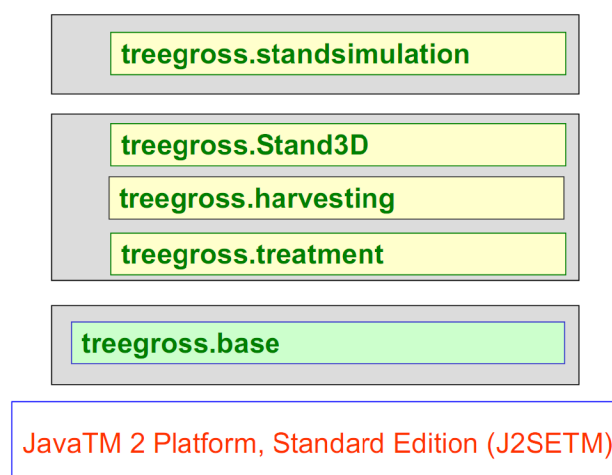 treegross.standsimulation
treegross.Stand3D
treegross.harvesting
treegross.treatment
treegross.base
JavaTM 2 Platform, Standard Edition (J2SETM)